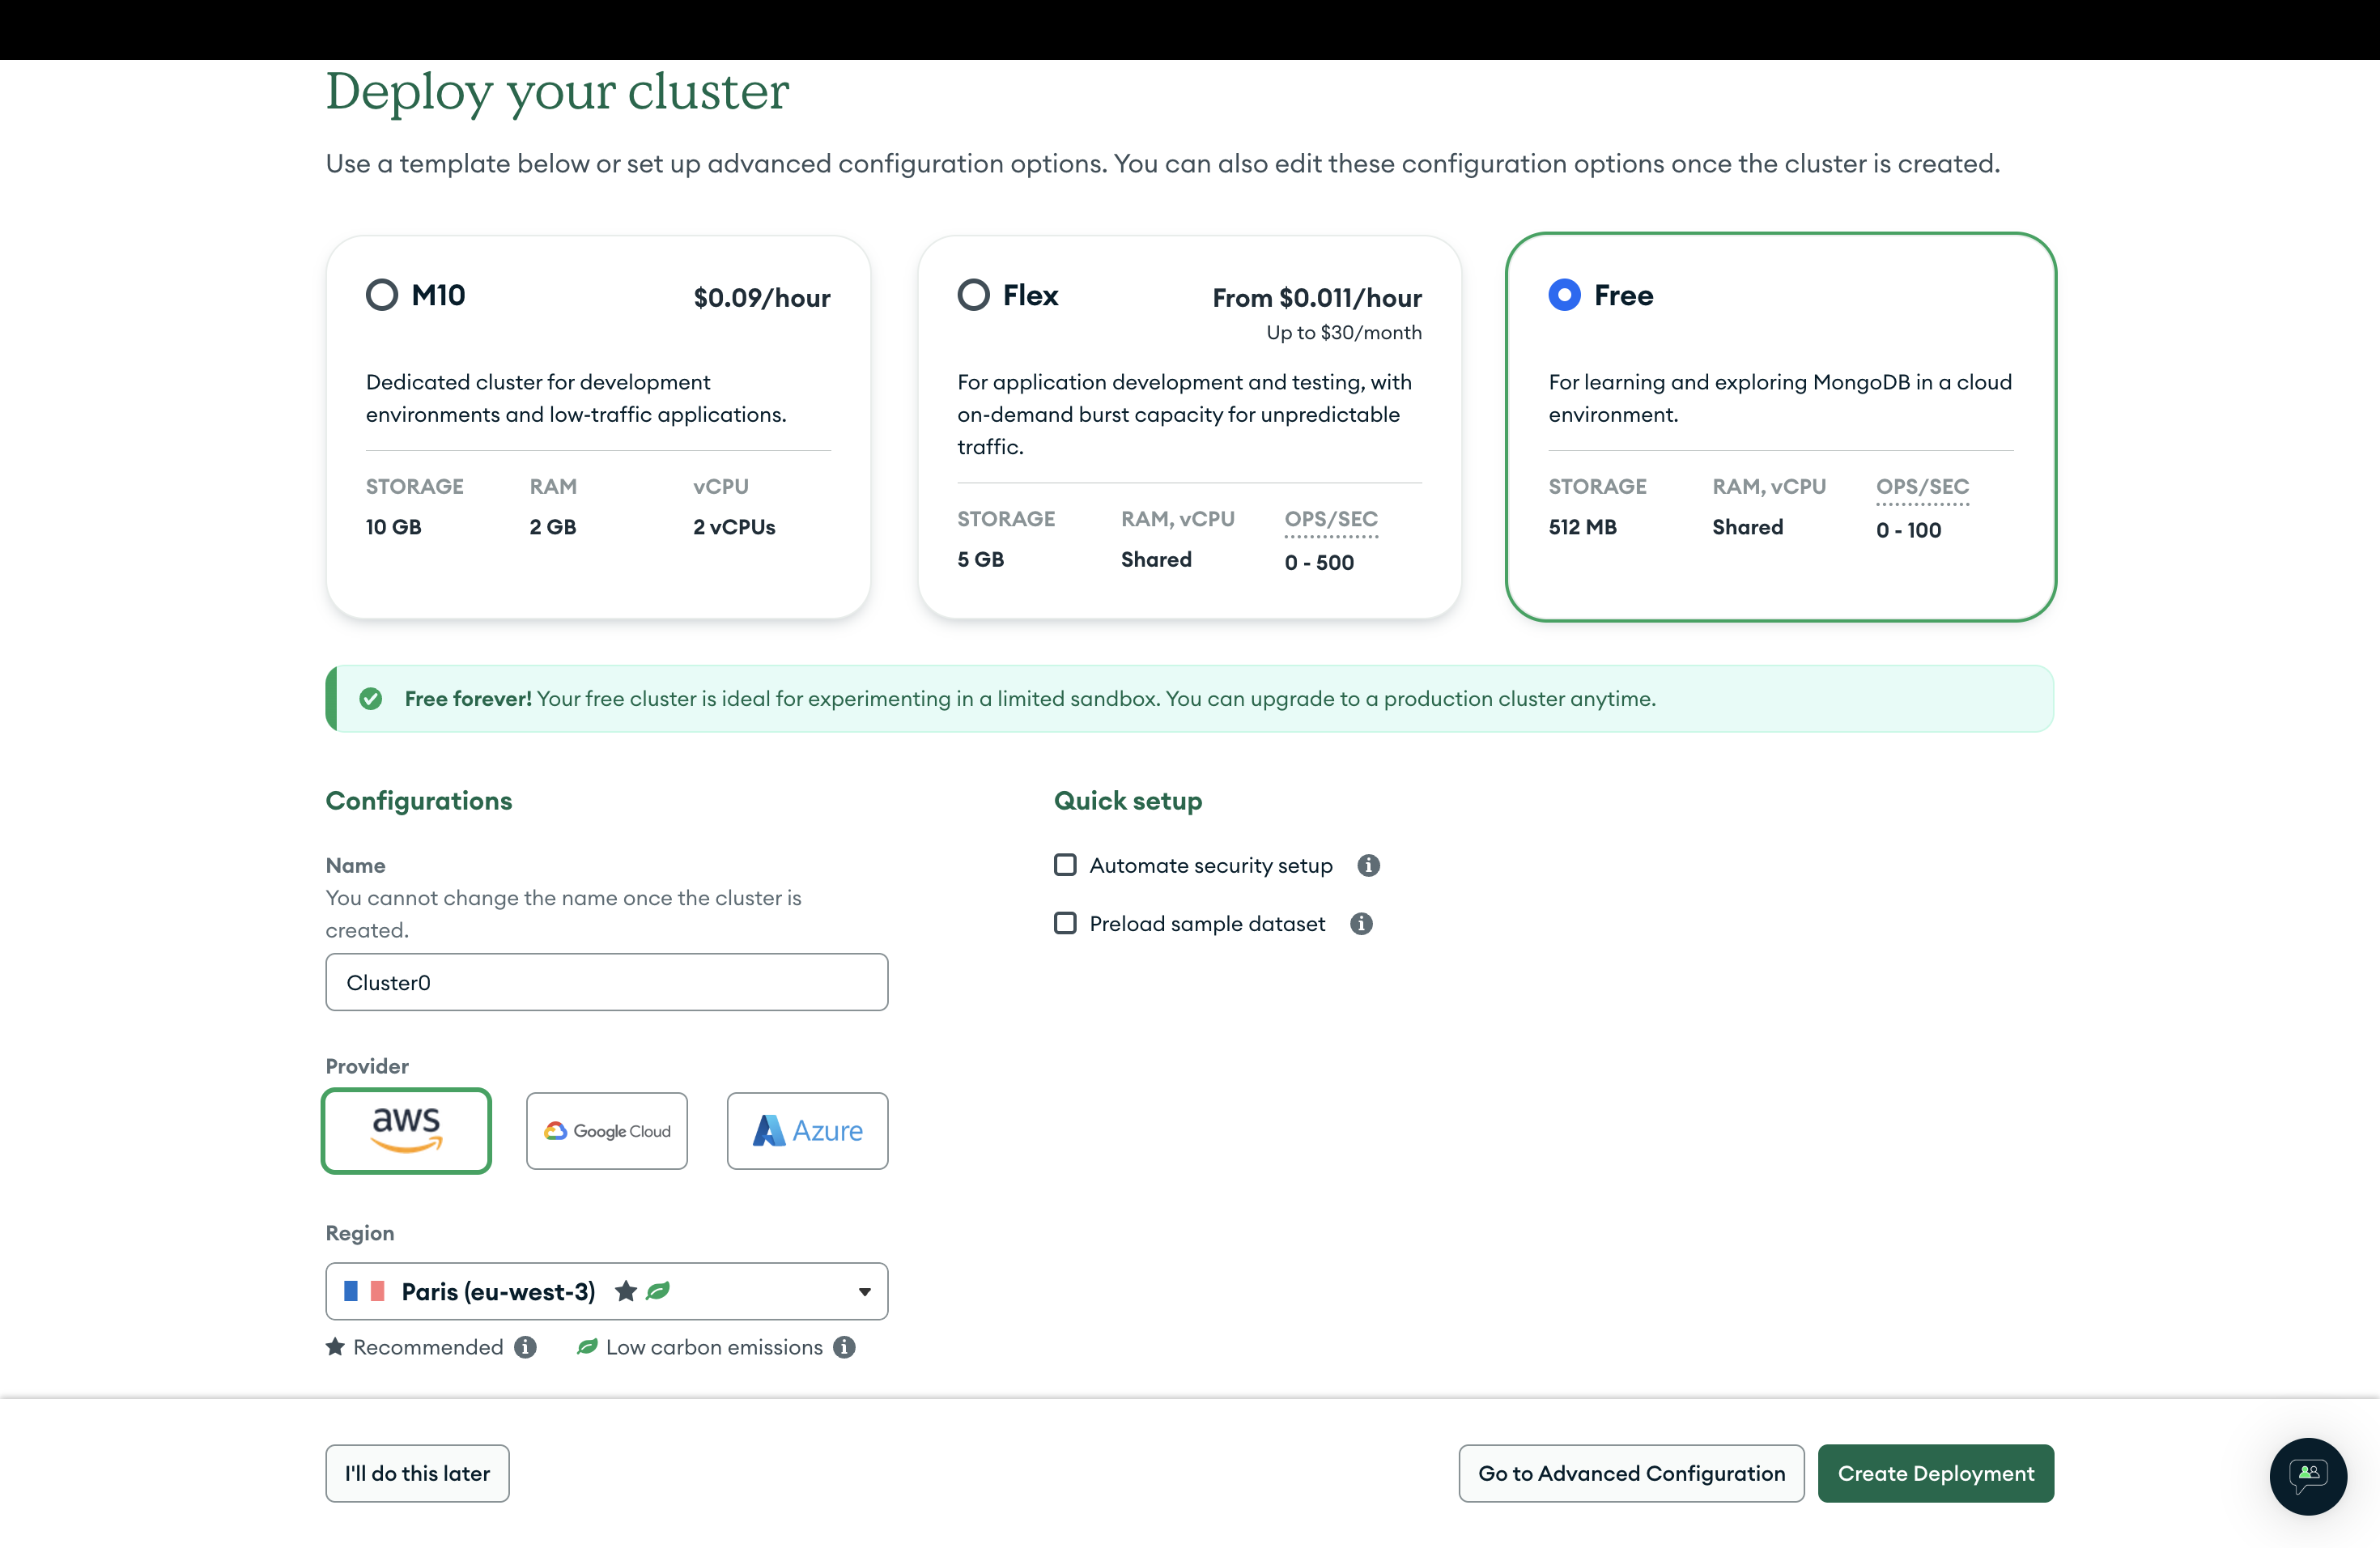 Deploy your cluster
Use a template below or set up advanced configuration options. You can also edit these configuration options once the cluster is created.
M10
$0.09/hour
Dedicated cluster for development
environments and low-traffic applications.
STORAGE RAM vCPU
10 GB 2 GB 2 vCPUs
Flex
From $0.011/hour
Up to $30/month
For application development and testing, with
on-demand burst capacity for unpredictable
traffic.
STORAGE RAM, vCPU OPS/SEC
5 GB Shared 0 - 500
Free
For learning and exploring MongoDB in a cloud
environment.
STORAGE RAM, vCPU OPS/SEC
512 MB Shared 0 - 100
Free forever! Your free cluster is ideal for experimenting in a limited sandbox. You can upgrade to a production cluster anytime.
Configurations
Name
You cannot change the name once the cluster is
created.
Cluster0
Provider
aws Google Cloud Azure
Region
Paris (eu-west-3)
Recommended Low carbon emissions
Quick setup
Automate security setup
Preload sample dataset
I'll do this later
Go to Advanced Configuration
Create Deployment